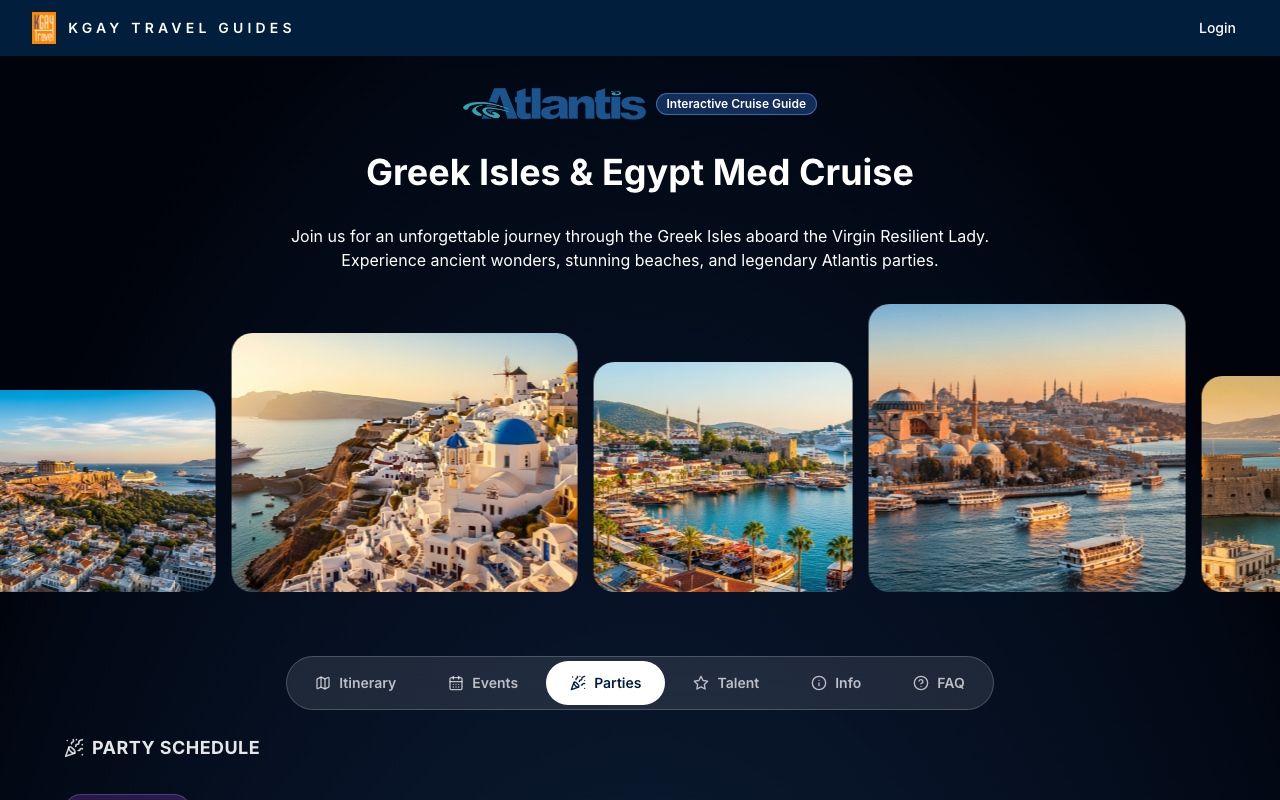 KGAY Travel
KGAY TRAVEL GUIDES
Login
Atlantis
Interactive Cruise Guide
Greek Isles & Egypt Med Cruise
Join us for an unforgettable journey through the Greek Isles aboard the Virgin Resilient Lady.
Experience ancient wonders, stunning beaches, and legendary Atlantis parties.
Itinerary
Events
Parties
Talent
Info
FAQ
PARTY SCHEDULE